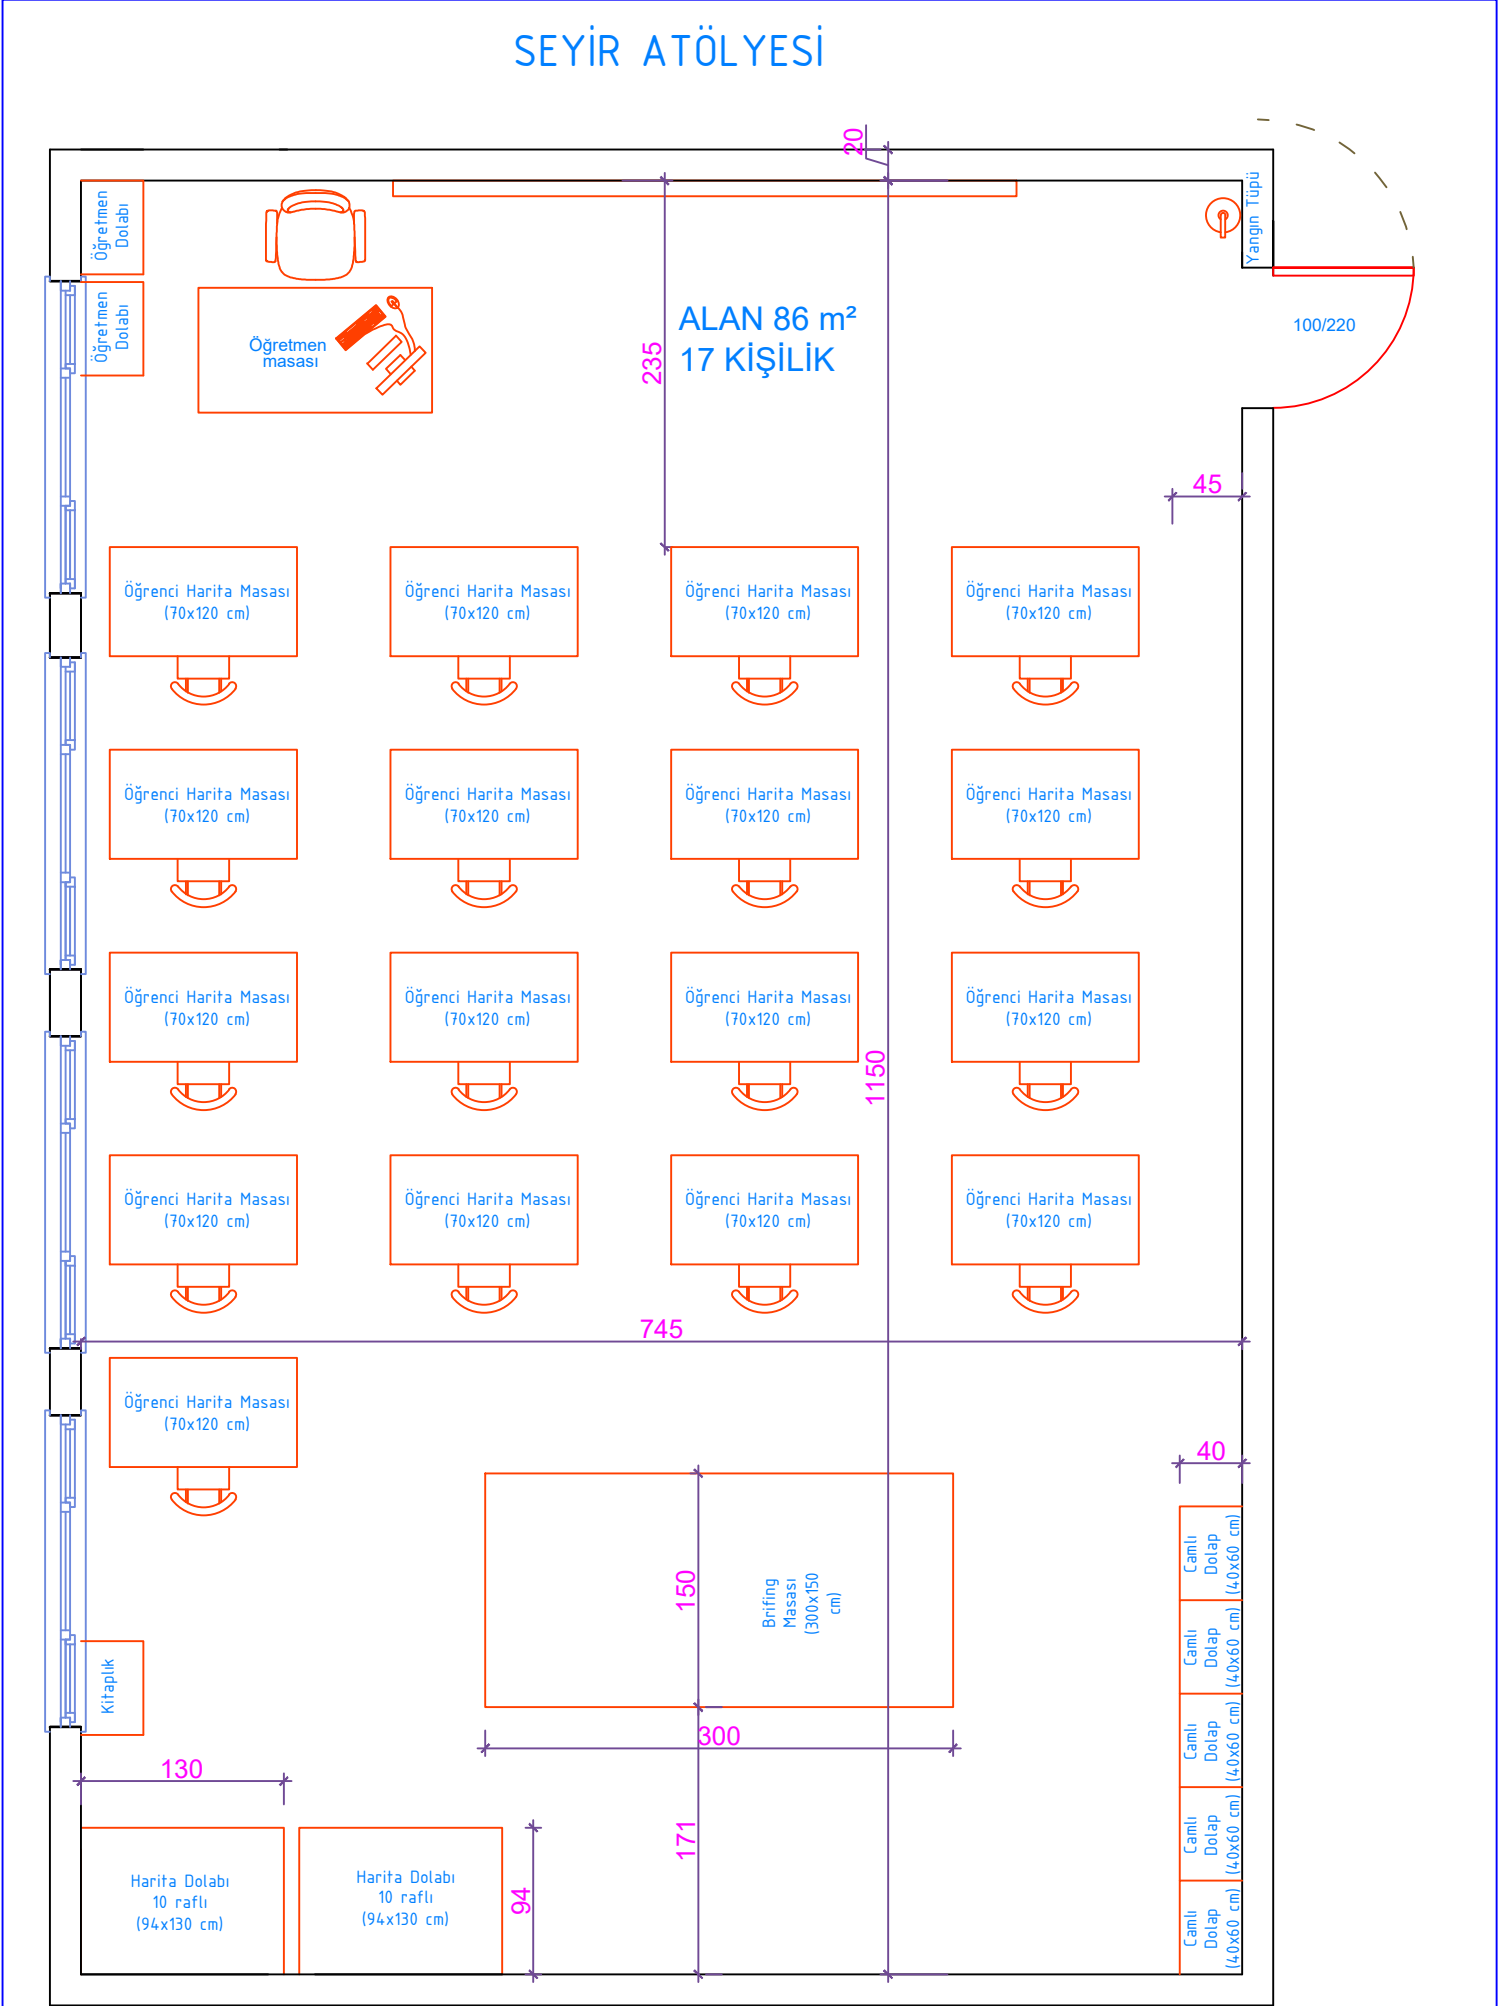 SEYİR ATÖLYESİ
20
Öğretmen
Dolabı
Yangın Tüpü
Öğretmen
Dolabı
Öğretmen
masası
235
ALAN 86 m²
17 KİŞİLİK
100/220
45
Öğrenci Harita Masası
(70x120 cm)
Öğrenci Harita Masası
(70x120 cm)
Öğrenci Harita Masası
(70x120 cm)
Öğrenci Harita Masası
(70x120 cm)
Öğrenci Harita Masası
(70x120 cm)
Öğrenci Harita Masası
(70x120 cm)
Öğrenci Harita Masası
(70x120 cm)
Öğrenci Harita Masası
(70x120 cm)
Öğrenci Harita Masası
(70x120 cm)
Öğrenci Harita Masası
(70x120 cm)
Öğrenci Harita Masası
(70x120 cm)
Öğrenci Harita Masası
(70x120 cm)
1150
Öğrenci Harita Masası
(70x120 cm)
Öğrenci Harita Masası
(70x120 cm)
Öğrenci Harita Masası
(70x120 cm)
Öğrenci Harita Masası
(70x120 cm)
745
Öğrenci Harita Masası
(70x120 cm)
40
150
Brifing
Masası
(300x150
cm)
Camlı
Dolap
(40x60 cm)
Camlı
Dolap
(40x60 cm)
Camlı
Dolap
(40x60 cm)
Camlı
Dolap
(40x60 cm)
Camlı
Dolap
(40x60 cm)
Kitaplık
300
130
171
94
Harita Dolabı
10 raflı
(94x130 cm)
Harita Dolabı
10 raflı
(94x130 cm)